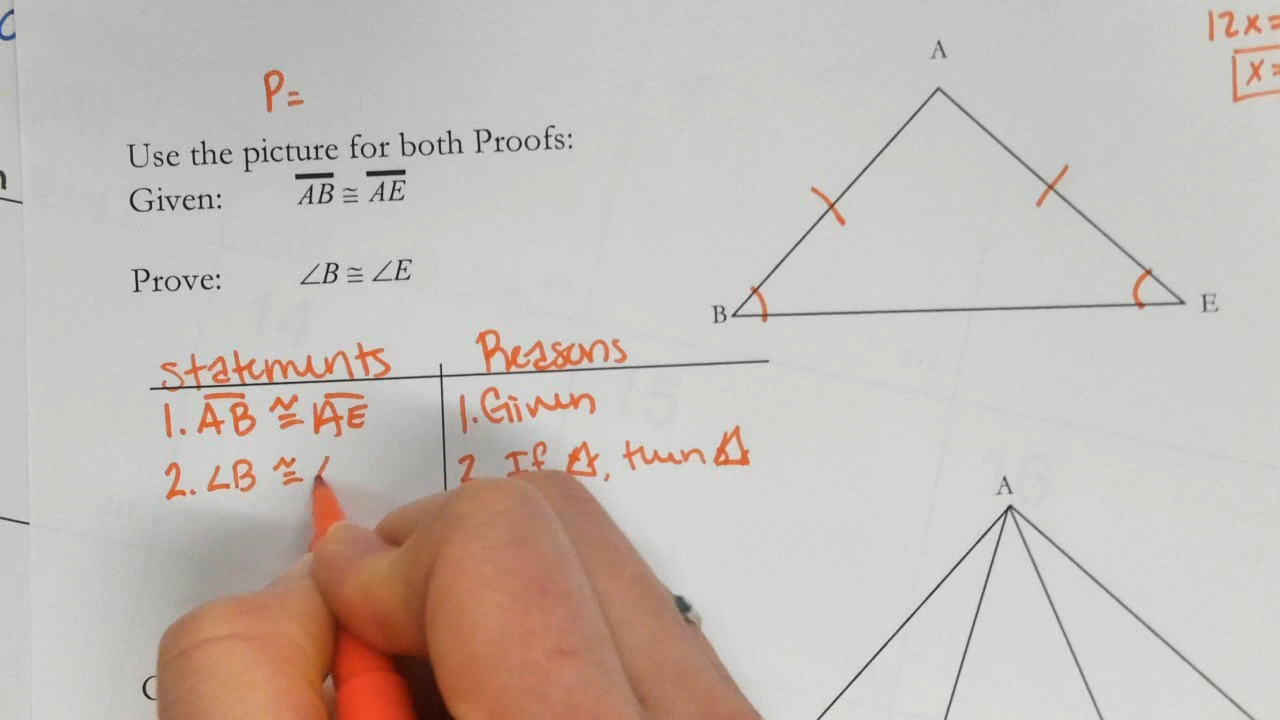 12x=
x=
P=
Use the picture for both Proofs:
Given: AB ≅ AE
Prove: ∠B ≅ ∠E
A
B
E
Statements Reasons
1. AB ≅ AE 1. Given
2. ∠B ≅ ∠ 2. If △, then △
A